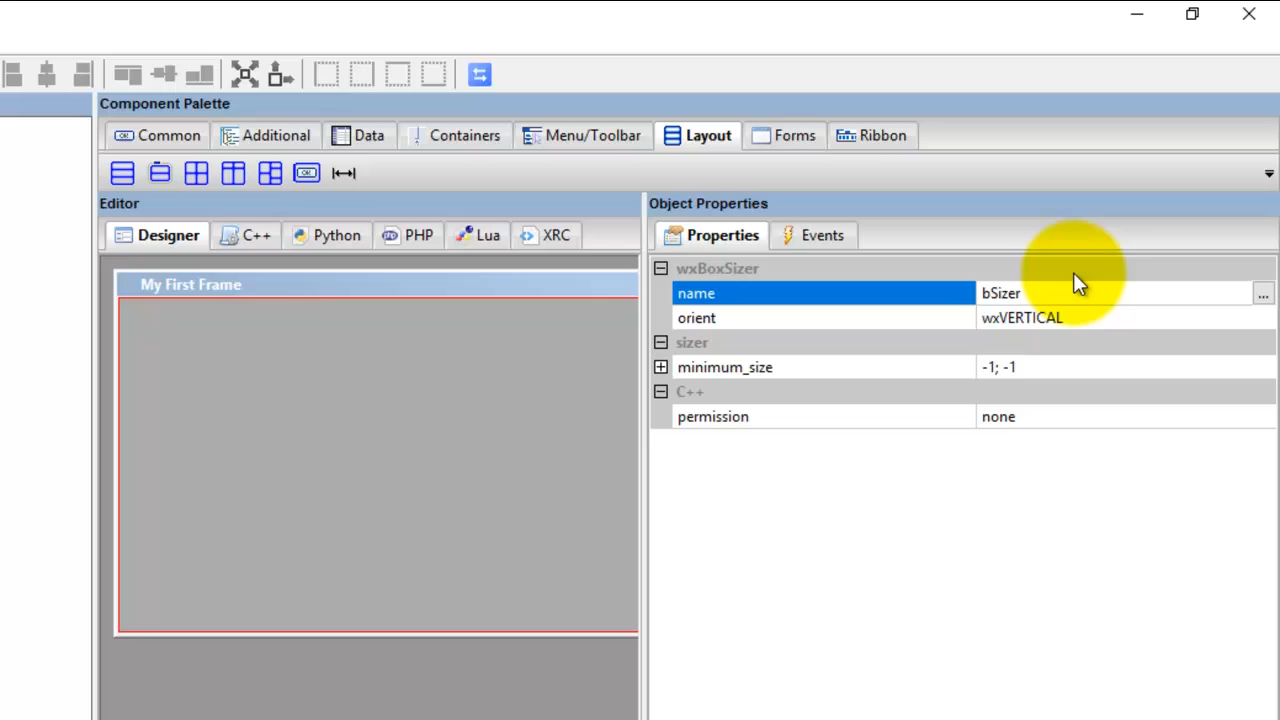 Component Palette
Common Additional Data Containers Menu/Toolbar Layout Forms Ribbon
OK
Editor
Object Properties
Designer C++ Python PHP Lua XRC
Properties Events
My First Frame
wxBoxSizer
name bSizer ...
orient wxVERTICAL
sizer
minimum_size -1; -1
C++
permission none